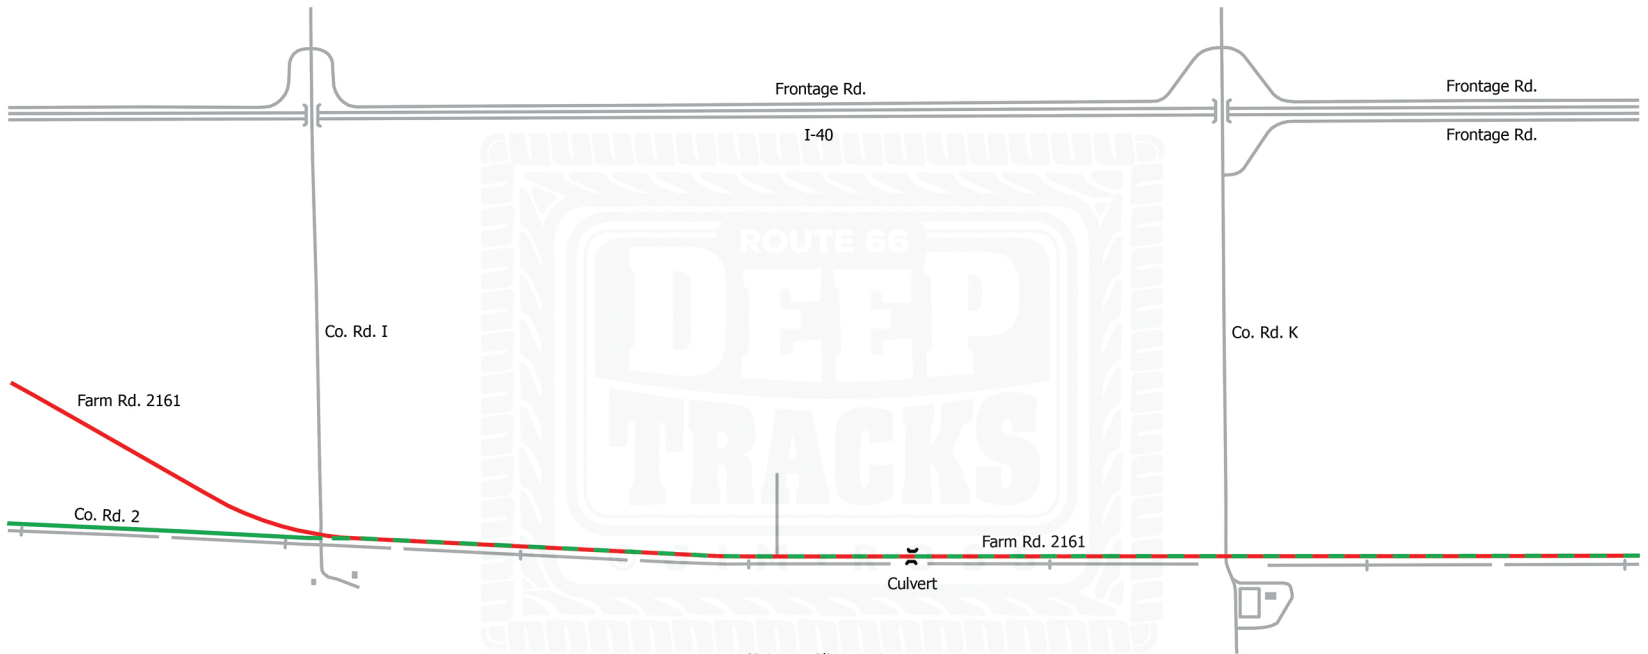 Frontage Rd.
Frontage Rd.
I-40
Frontage Rd.
ROUTE 66
DEEP
TRACKS
Co. Rd. I
Co. Rd. K
Farm Rd. 2161
Co. Rd. 2
Farm Rd. 2161
Culvert